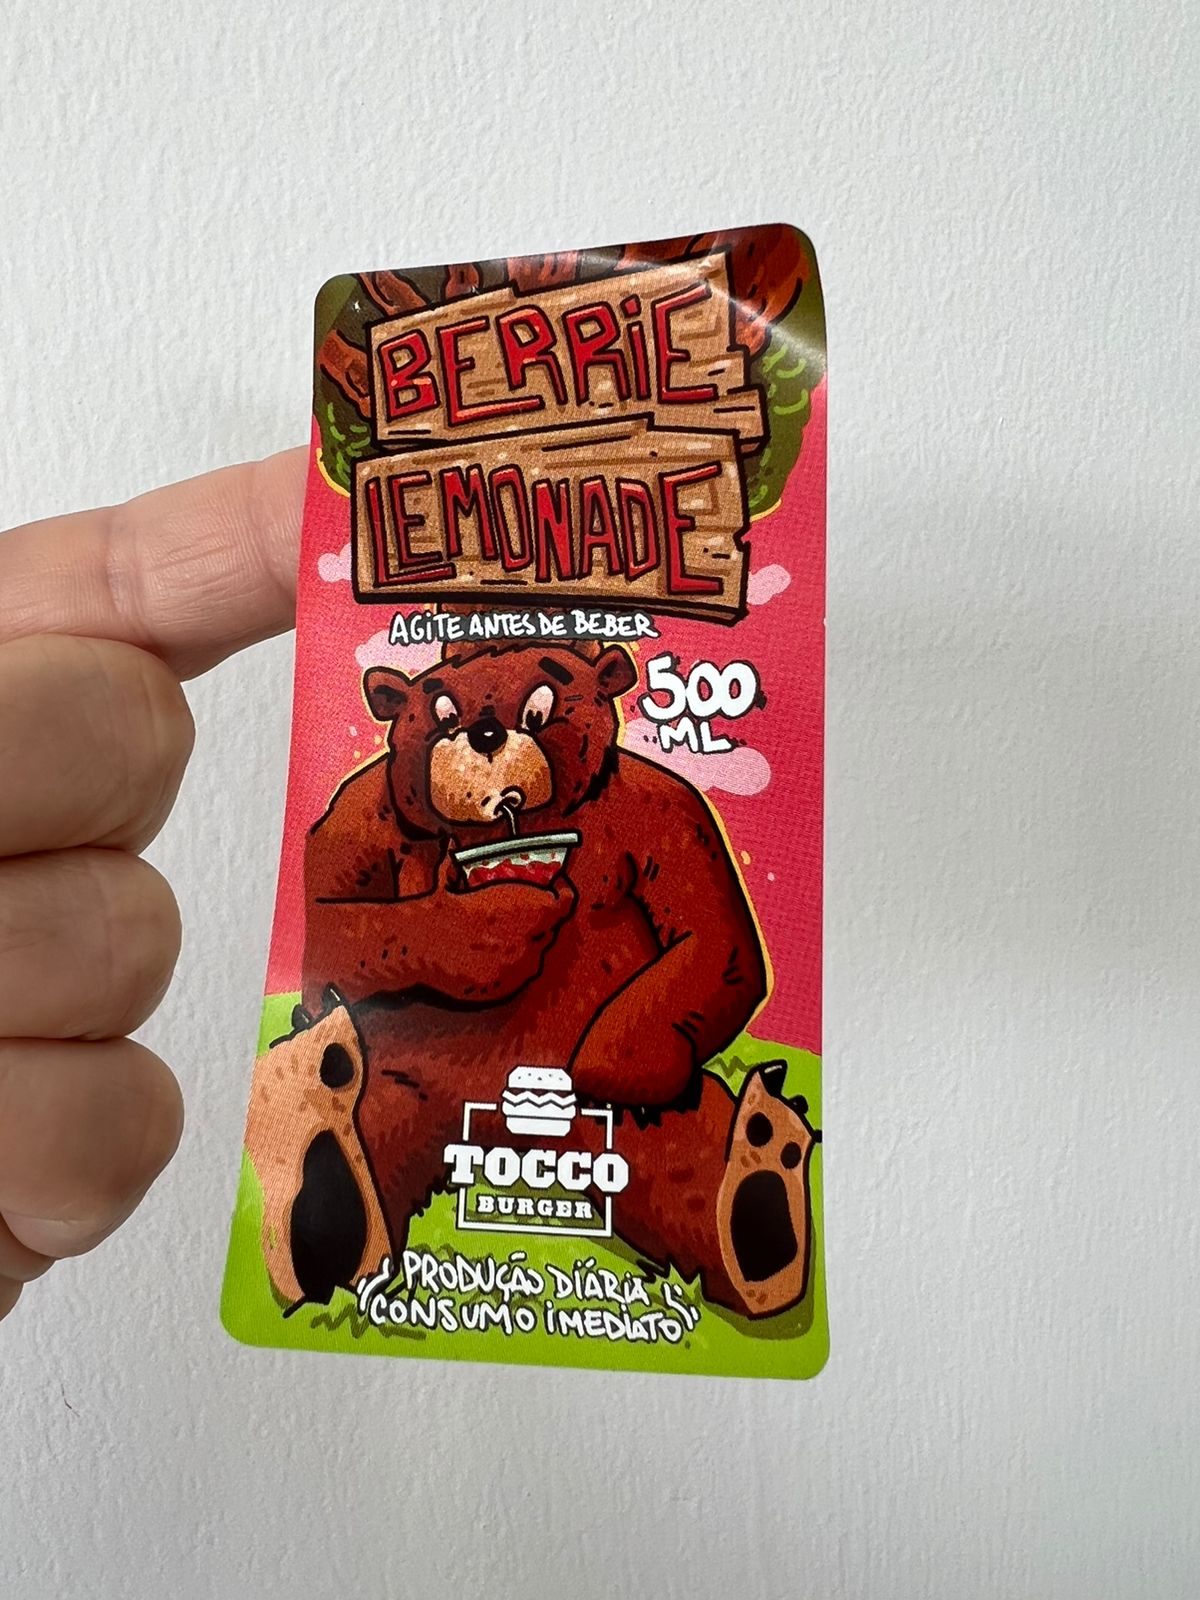 BERRiE
LEMONADE
AGiTE ANTES DE BEBER
500
ML
TOCCO
BURGER
PRODUÇÃO DIÁRiA
CONSUMO iMEDIATO